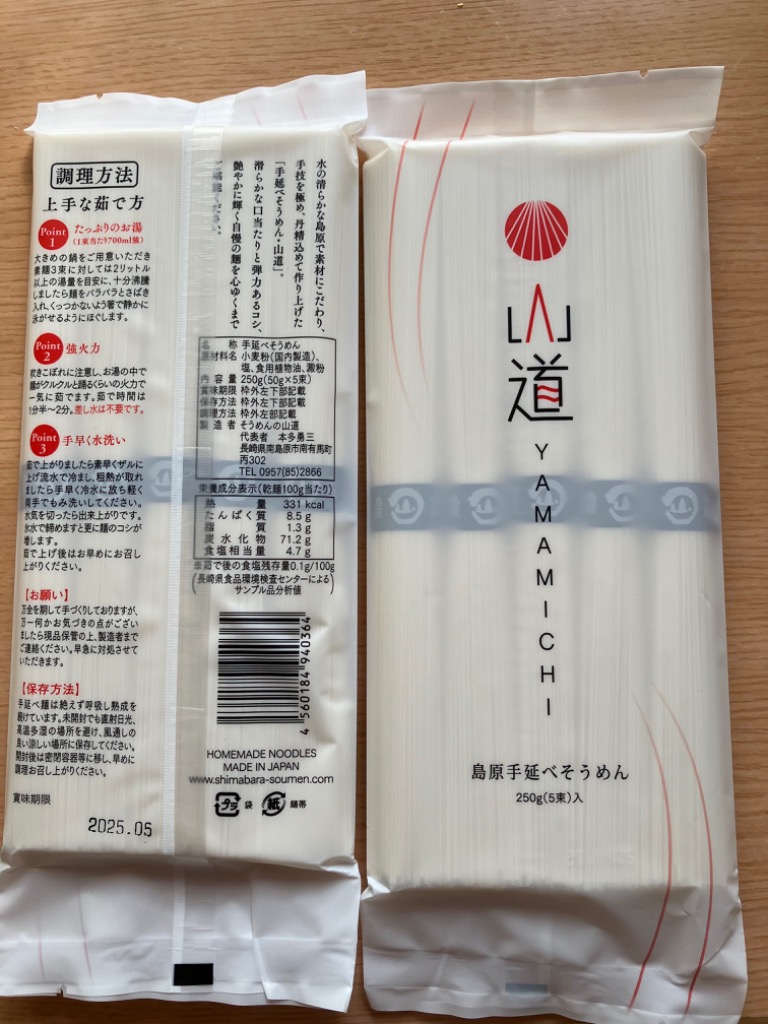 調理方法
上手な茹で方
Point
1
たっぷりのお湯
(1束当たり700ml強)
大きめの鍋をご用意いただき
素麺3束に対しては2リットル
以上の湯量を目安に、十分沸騰
しましたら麺をバラバラとさばき
入れ、くっつかないよう箸で静かに
泳がせるようにほぐします。
Point
2
強火力
吹きこぼれに注意し、お湯の中で
麺がクルクルと踊るくらいの火力で
一気に茹でます。茹で時間は
1分半〜2分。差し水は不要です。
Point
3
手早く水洗い
茹で上がりましたら素早くザルに
上げ流水で冷まし、粗熱が取れ
ましたら手早く冷水に放ち軽く
両手でもみ洗いしてください。
水気を切ったら出来上がりです。
氷水で締めますと更に麺のコシが
増します。
茹で上げ後はお早めにお召し
上がりください。
【お願い】
万全を期して手づくりしておりますが、
万一何かお気づきの点がござい
ましたら現品保管の上、製造者まで
ご連絡ください。早急に対処させて
いただきます。
【保存方法】
手延べ麺は絶えず呼吸し熟成を
続けています。未開封でも直射日光、
高温多湿の場所を避け、風通しの
良い涼しい場所に保存してください。
開封後は密閉容器等に移し、早めに
調理お召し上がりください。
賞味期限
2025.05
水の清らかな島原で素材にこだわり、
手技を極め、丹精込めて作り上げた
「手延べそうめん・山道」。
滑らかな口当たりと弾力あるコシ、
艶やかに輝く自慢の麺を心ゆくまで
ください。
名称 手延べそうめん
原材料名 小麦粉(国内製造)、
塩、食用植物油、澱粉
内容量 250g(50g×5束)
賞味期限 枠外左下部記載
保存方法 枠外左下部記載
調理方法 枠外左部記載
製造者 そうめんの山道
代表者 本多勇三
長崎県南島原市南有馬町
丙302
TEL 0957(85)2866
栄養成分表示(乾麺100g当たり)
熱量 331 kcal
たんぱく質 8.5 g
脂質 1.3 g
炭水化物 71.2 g
食塩相当量 4.7 g
※茹で後の食塩残存量0.1g/100g
(長崎県食品環境検査センターによる
サンプル品分析値)
4 560184 940364
HOMEMADE NOODLES
MADE IN JAPAN
www.shimabara-soumen.com
プラ 袋 紙 麺帯
山道
YAMAMICHI
島原手延べそうめん
250g(5束)入